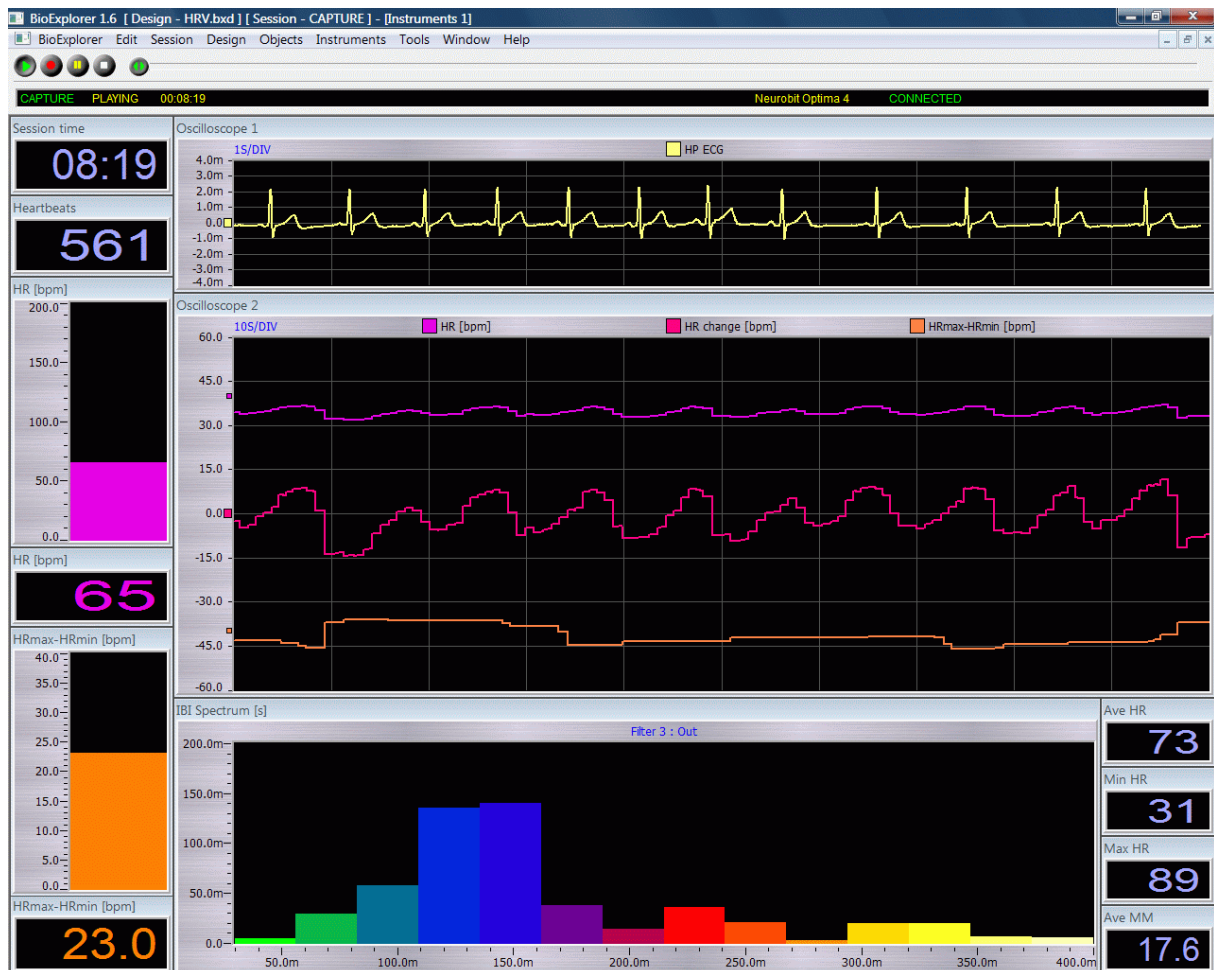 BioExplorer 1.6 [ Design - HRV.bxd ] [ Session - CAPTURE ] - [Instruments 1]
BioExplorer Edit Session Design Objects Instruments Tools Window Help
CAPTURE PLAYING 00:08:19 Neurobit Optima 4 CONNECTED
Session time
08:19
Heartbeats
561
HR [bpm]
200.0
150.0
100.0
50.0
0.0
HR [bpm]
65
HRmax-HRmin [bpm]
40.0
35.0
30.0
25.0
20.0
15.0
10.0
5.0
0.0
HRmax-HRmin [bpm]
23.0
Oscilloscope 1
1S/DIV HP ECG
4.0m
3.0m
2.0m
1.0m
0.0
-1.0m
-2.0m
-3.0m
-4.0m
Oscilloscope 2
10S/DIV HR [bpm] HR change [bpm] HRmax-HRmin [bpm]
60.0
45.0
30.0
15.0
0.0
-15.0
-30.0
-45.0
-60.0
IBI Spectrum [s]
Filter 3 : Out
200.0m
150.0m
100.0m
50.0m
0.0
50.0m 100.0m 150.0m 200.0m 250.0m 300.0m 350.0m 400.0m
Ave HR
73
Min HR
31
Max HR
89
Ave MM
17.6